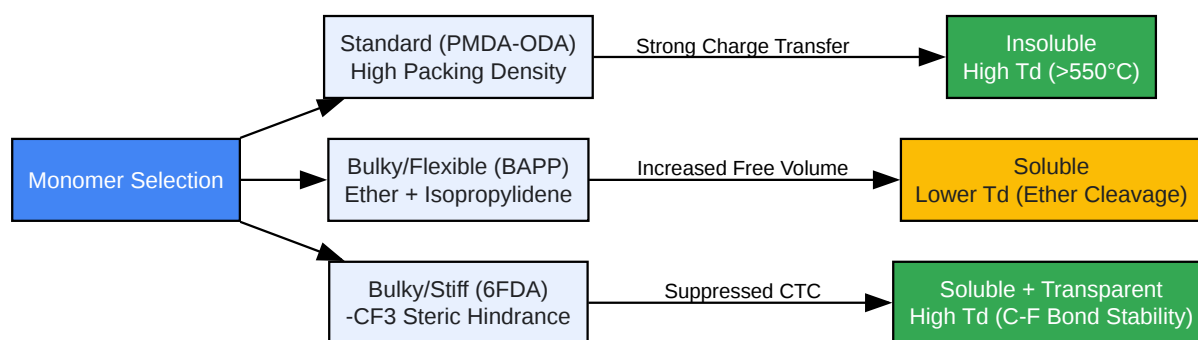 Monomer Selection
Standard (PMDA-ODA)
High Packing Density
Strong Charge Transfer
Insoluble
High Td (>550°C)
Bulky/Flexible (BAPP)
Ether + Isopropylidene
Increased Free Volume
Soluble
Lower Td (Ether Cleavage)
Bulky/Stiff (6FDA)
-CF3 Steric Hindrance
Suppressed CTC
Soluble + Transparent
High Td (C-F Bond Stability)